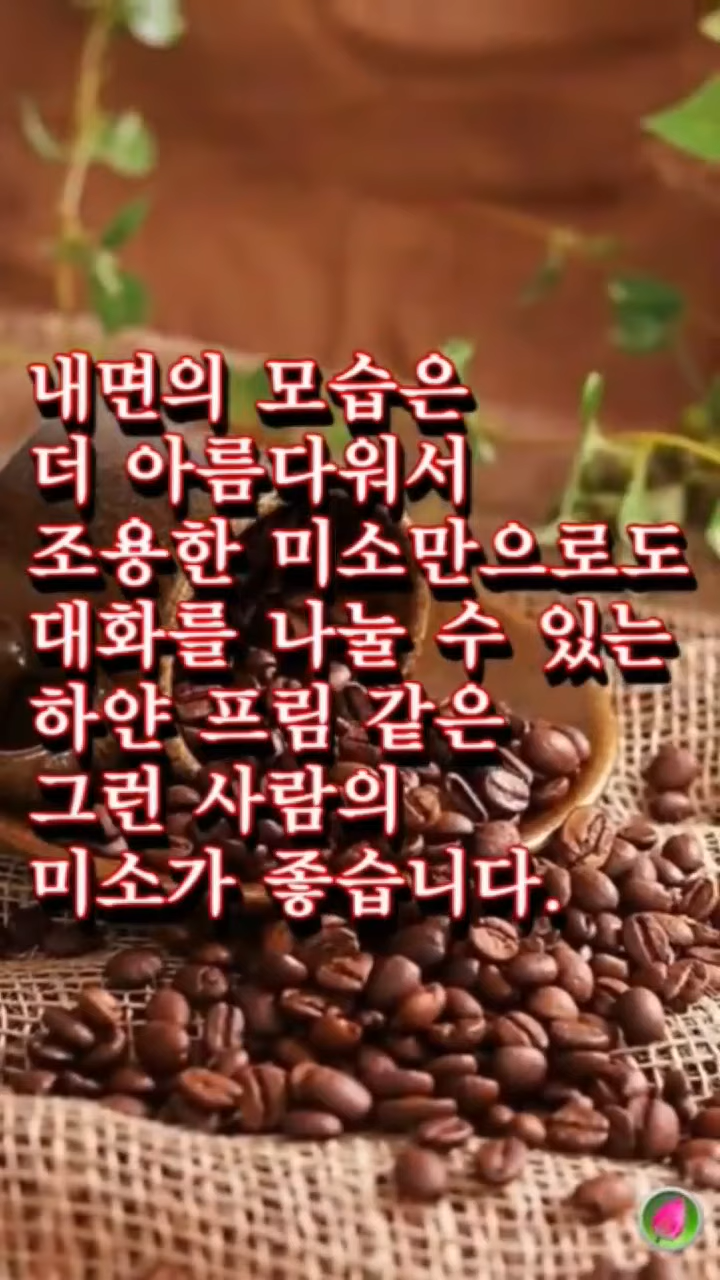 내면의 모습은
더 아름다워서
조용한 미소만으로도
대화를 나눌 수 있는
하얀 프림 같은
그런 사람의
미소가 좋습니다.